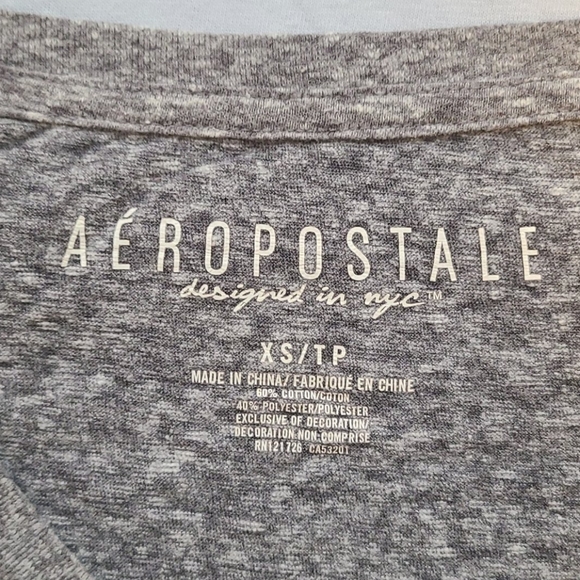 AÉROPOSTALE
designed in nyc™
XS/TP
MADE IN CHINA/ FABRIQUÉ EN CHINE
60% COTTON/COTON
40% POLYESTER/POLYESTER
EXCLUSIVE OF DECORATION/
DECORATION NON-COMPRISE
RN121726 CA53201